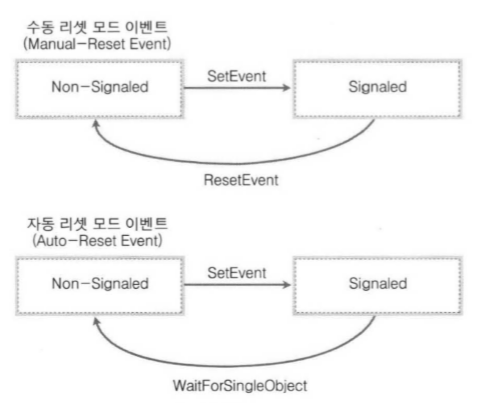 수동 리셋 모드 이벤트
(Manual-Reset Event)
Non-Signaled
SetEvent
Signaled
ResetEvent
자동 리셋 모드 이벤트
(Auto-Reset Event)
Non-Signaled
SetEvent
Signaled
WaitForSingleObject